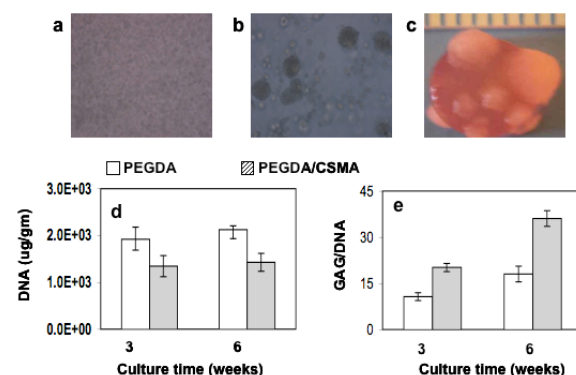 a b c
PEGDA PEGDA/CSMA
d
3.0E+03
2.0E+03
1.0E+03
0.0E+00
DNA (ug/gm)
3 6
Culture time (weeks)
e
45
30
15
0
GAG/DNA
3 6
Culture time (weeks)